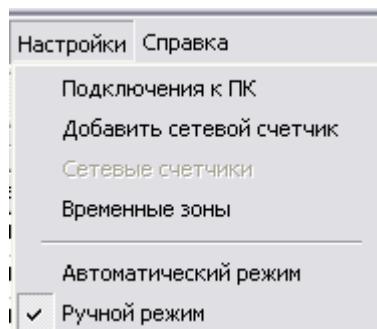 Настройки Справка
Подключения к ПК
Добавить сетевой счетчик
Сетевые счетчики
Временные зоны
Автоматический режим
Ручной режим